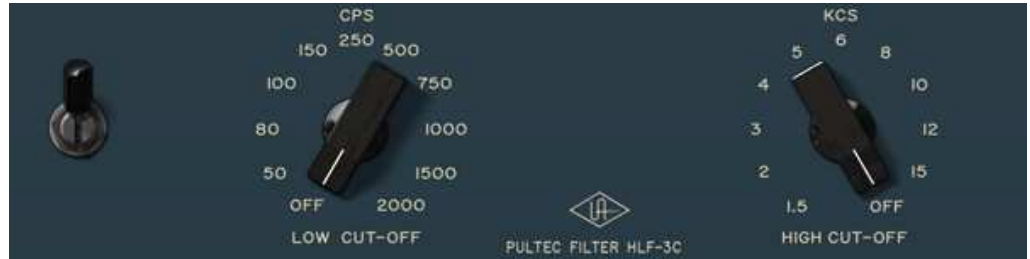 CPS
150 250 500
100 750
80 1000
50 1500
OFF 2000
LOW CUT-OFF
UA
PULTEC FILTER HLF-3C
KCS
5 6 8
4 10
3 12
2 15
1.5 OFF
HIGH CUT-OFF